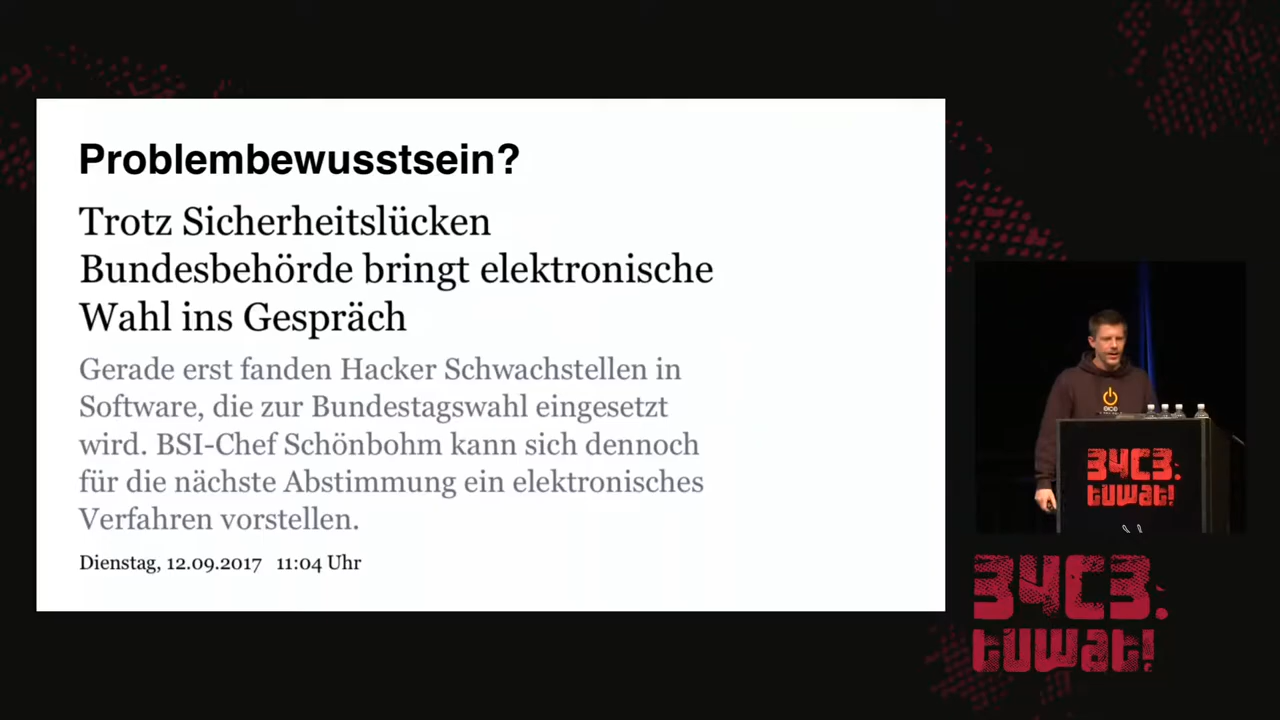 Problembewusstsein?
Trotz Sicherheitslücken
Bundesbehörde bringt elektronische
Wahl ins Gespräch
Gerade erst fanden Hacker Schwachstellen in
Software, die zur Bundestagswahl eingesetzt
wird. BSI-Chef Schönbohm kann sich dennoch
für die nächste Abstimmung ein elektronisches
Verfahren vorstellen.
Dienstag, 12.09.2017 11:04 Uhr
34C3.
tuwat!
34C3.
tuwat!